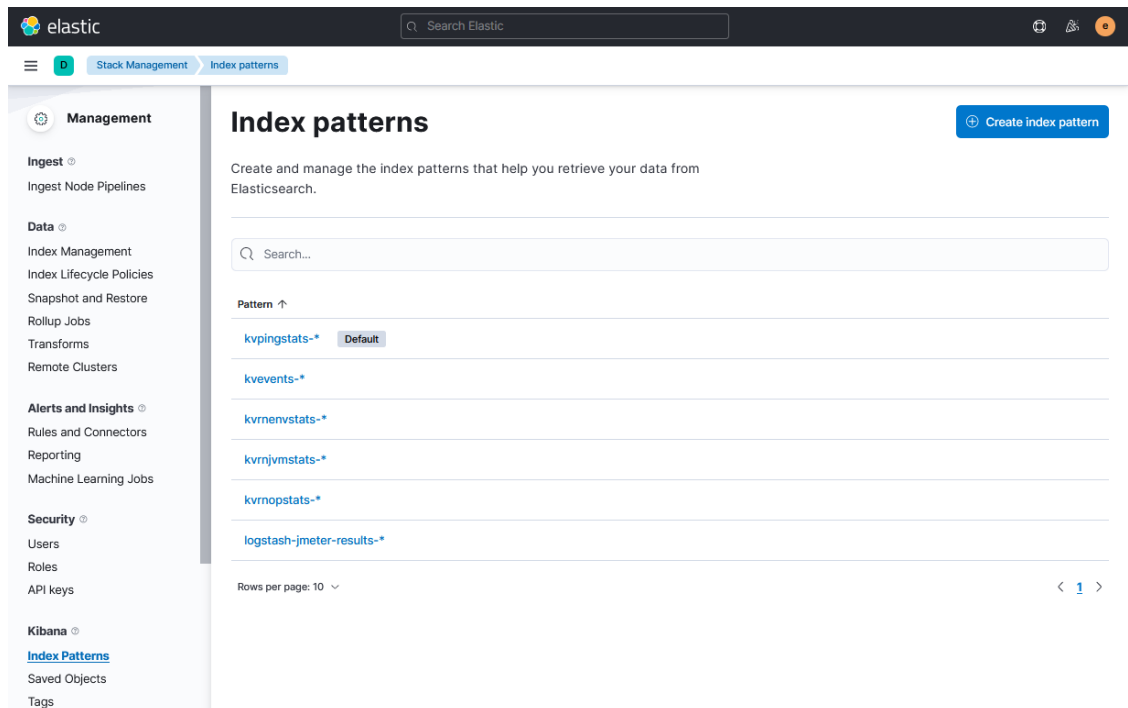 elastic
Search Elastic
e
D
Stack Management
Index patterns
Management
Ingest
Ingest Node Pipelines
Data
Index Management
Index Lifecycle Policies
Snapshot and Restore
Rollup Jobs
Transforms
Remote Clusters
Alerts and Insights
Rules and Connectors
Reporting
Machine Learning Jobs
Security
Users
Roles
API keys
Kibana
Index Patterns
Saved Objects
Tags
Index patterns
Create index pattern
Create and manage the index patterns that help you retrieve your data from
Elasticsearch.
Search...
Pattern ↑
kvpingstats-* Default
kvevents-*
kvrnenvstats-*
kvrnjvmstats-*
kvrnopstats-*
logstash-jmeter-results-*
Rows per page: 10
< 1 >